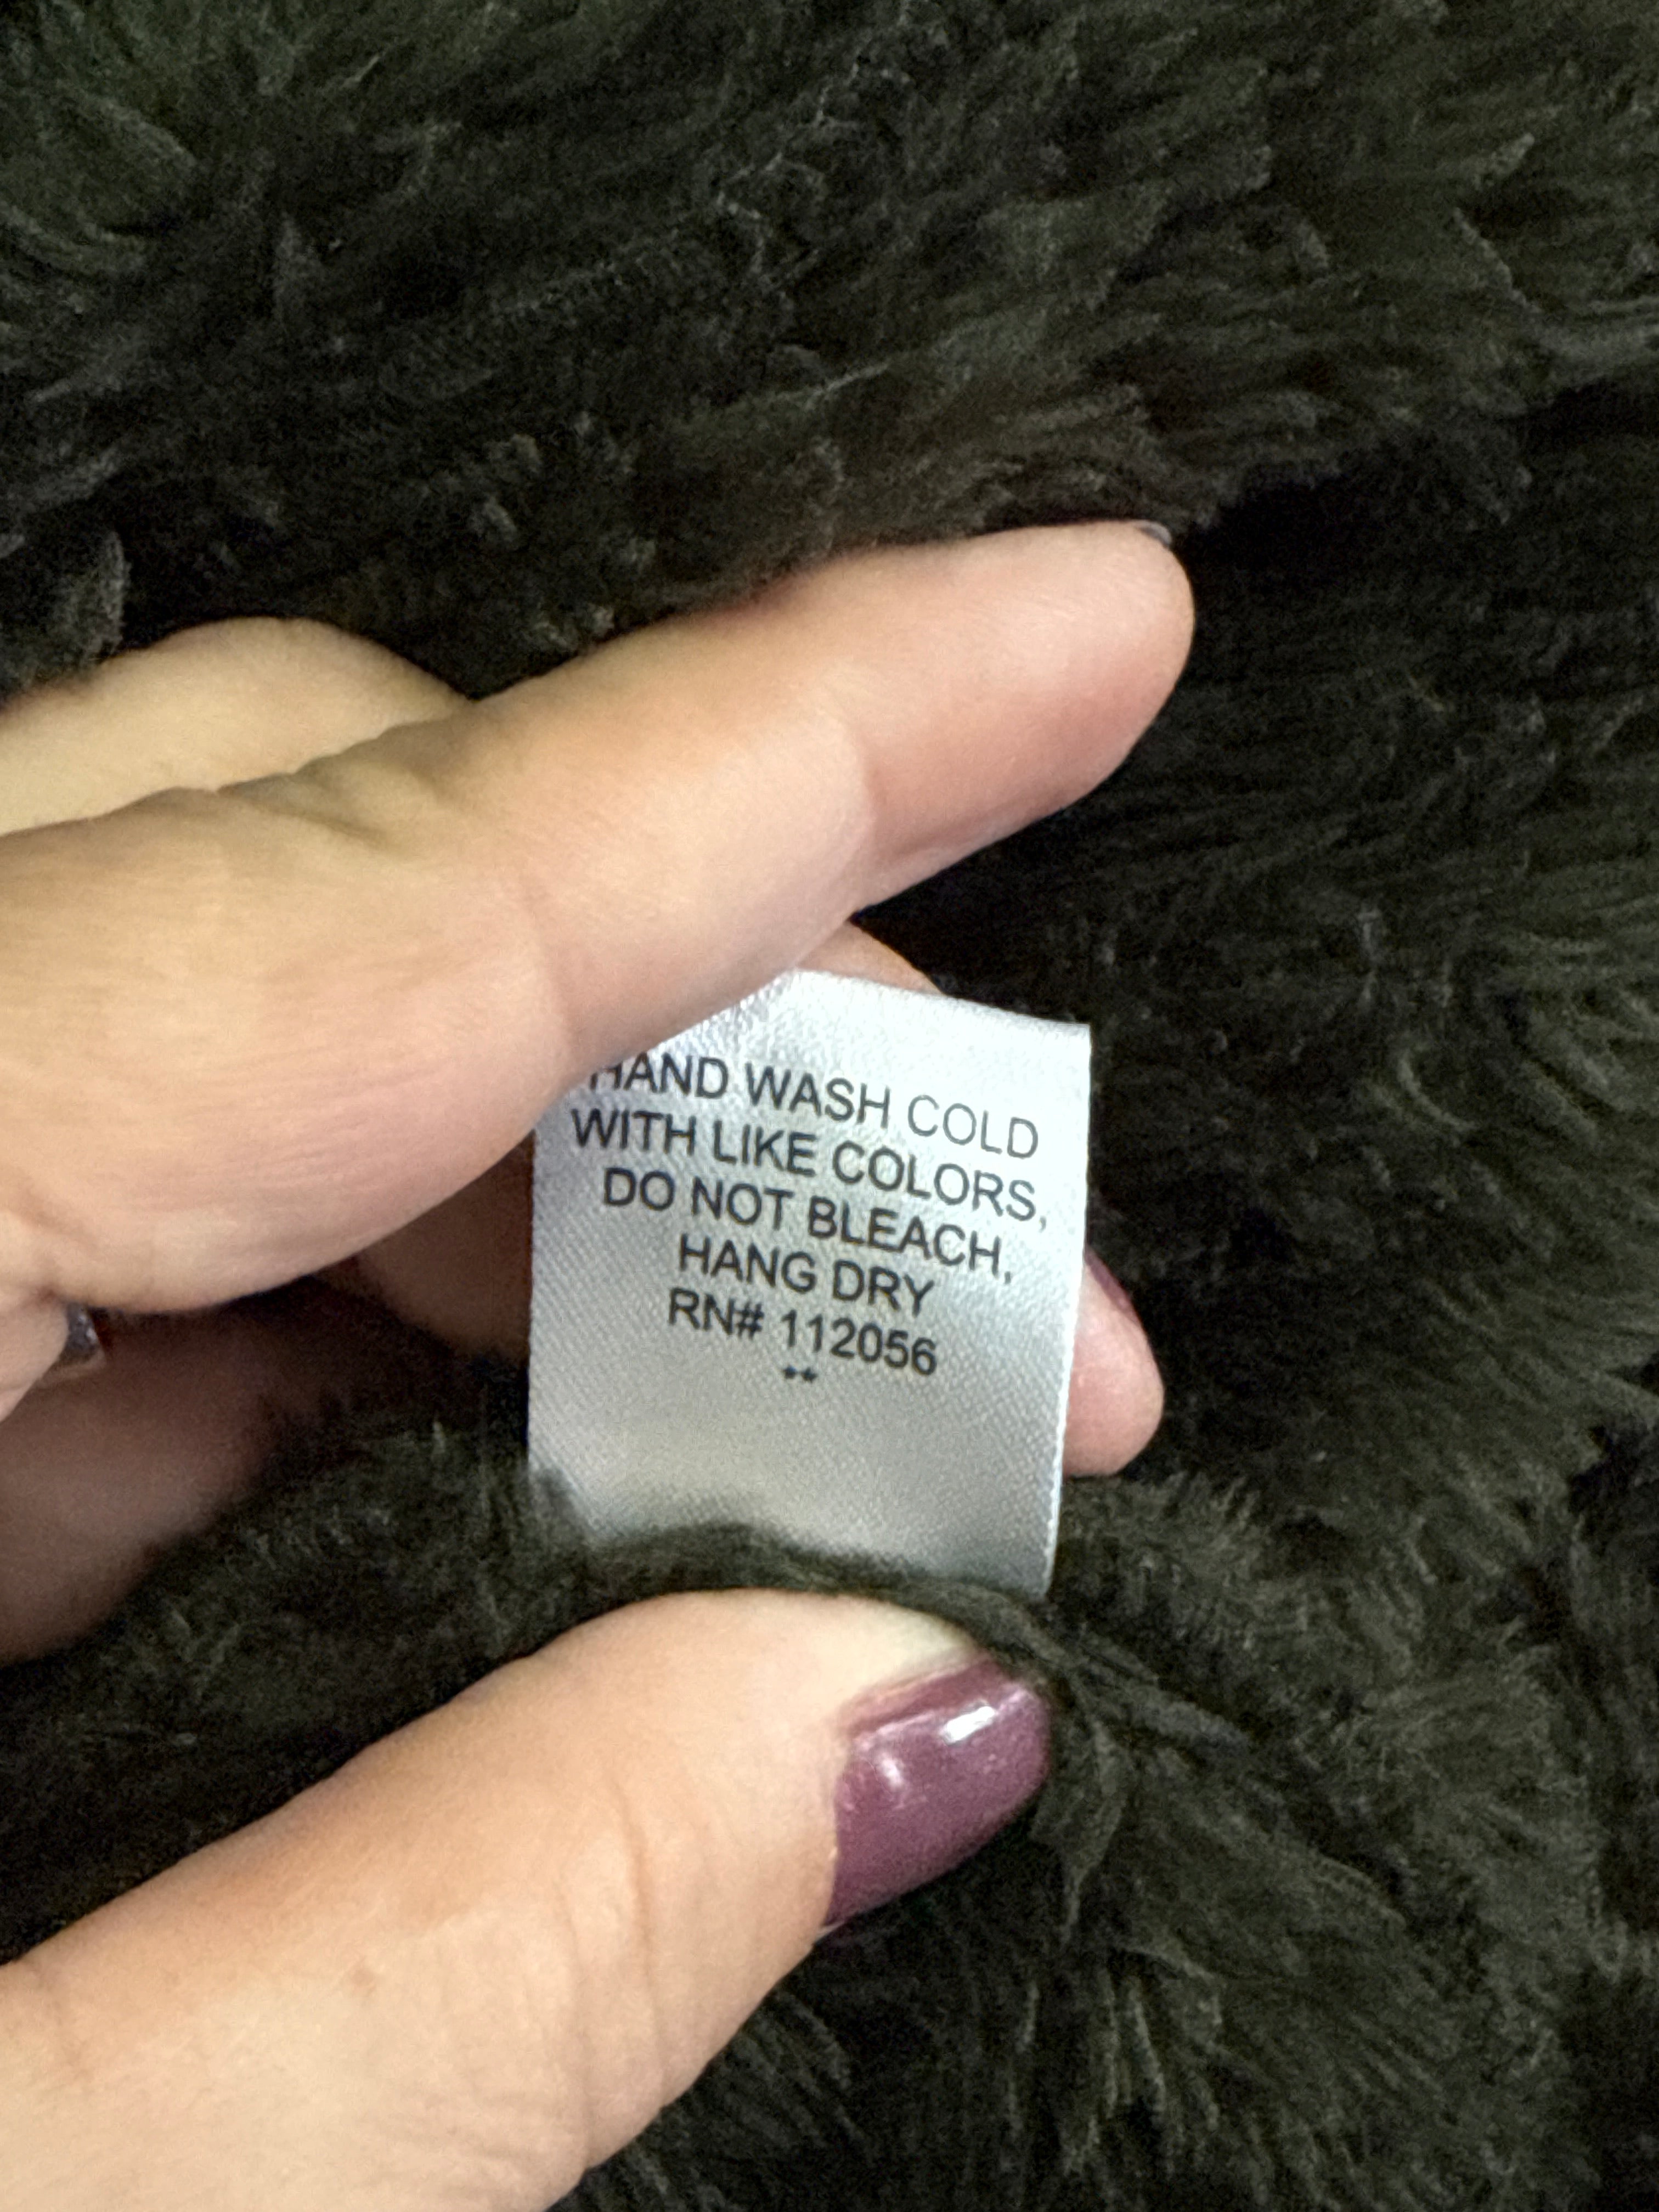 HAND WASH COLD
WITH LIKE COLORS,
DO NOT BLEACH,
HANG DRY
RN# 112056
**